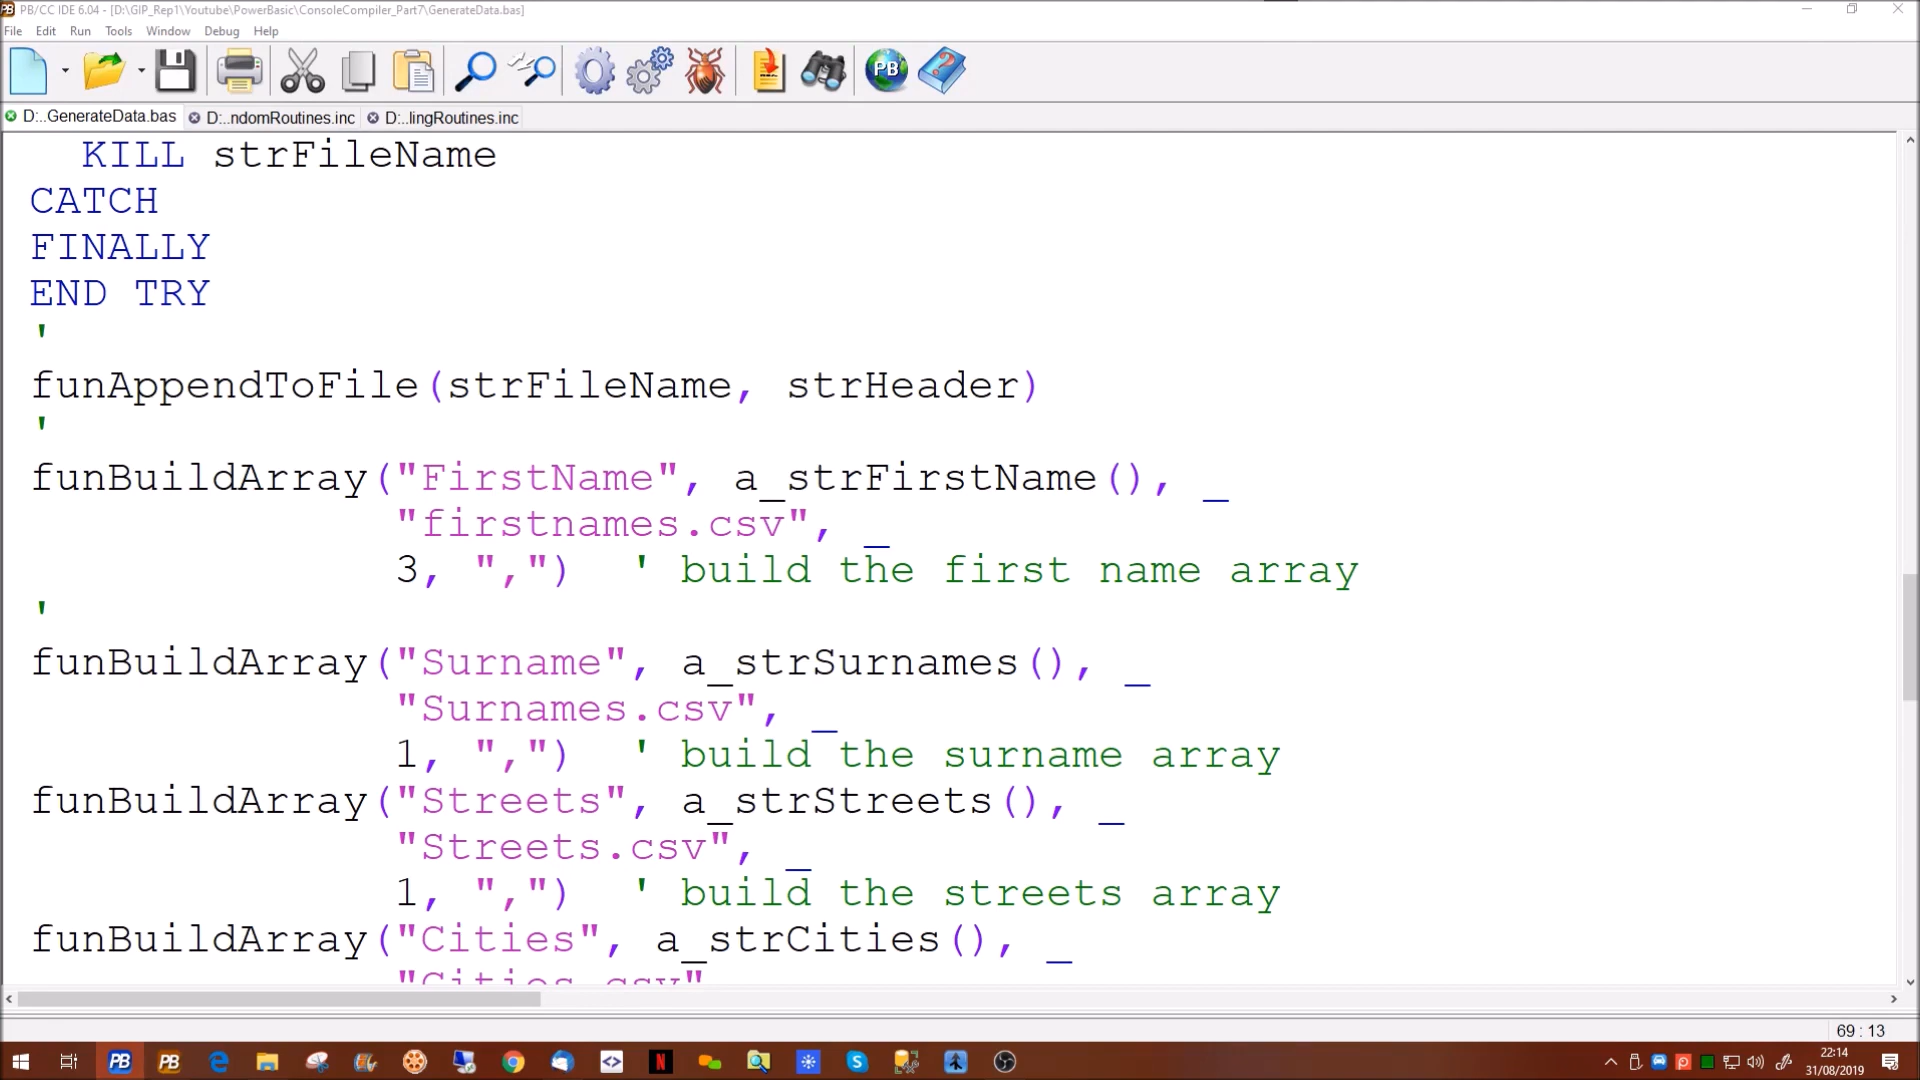 PB/CC IDE 6.04 - [D:\GIP_Rep1\Youtube\PowerBasic\ConsoleCompiler_Part7\GenerateData.bas]
File Edit Run Tools Window Debug Help
PB
D:..GenerateData.bas D:..ndomRoutines.inc D:..lingRoutines.inc
KILL strFileName
CATCH
FINALLY
END TRY
'
funAppendToFile(strFileName, strHeader)
'
funBuildArray("FirstName", a_strFirstName(), _
"firstnames.csv", _
3, ",") ' build the first name array
'
funBuildArray("Surname", a_strSurnames(), _
"Surnames.csv", _
1, ",") ' build the surname array
funBuildArray("Streets", a_strStreets(), _
"Streets.csv", _
1, ",") ' build the streets array
funBuildArray("Cities", a_strCities(), _
"Cities.csv"
69 : 13
22:14
31/08/2019